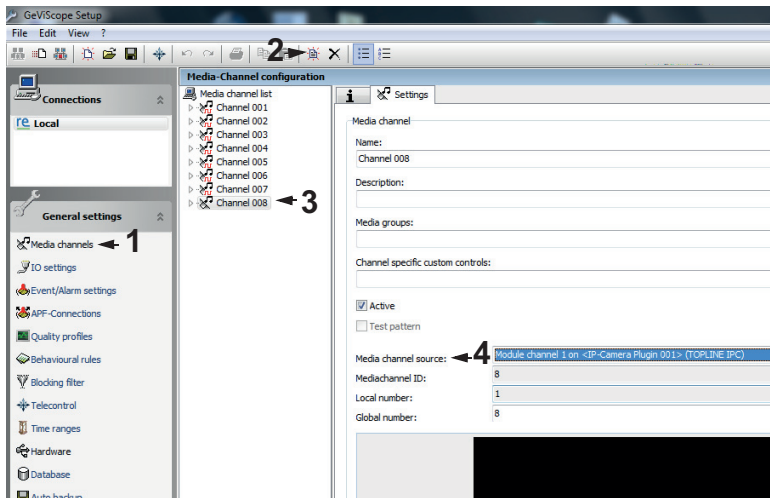 GeViScope Setup
File Edit View ?
2
Connections
re Local
General settings
Media channels
1
IO settings
Event/Alarm settings
APF-Connections
Quality profiles
Behavioural rules
Blocking filter
Telecontrol
Time ranges
Hardware
Database
Auto backup
Media-Channel configuration
Media channel list
Channel 001
Channel 002
Channel 003
Channel 004
Channel 005
Channel 006
Channel 007
Channel 008
3
i Settings
Media channel
Name:
Channel 008
Description:
Media groups:
Channel specific custom controls:
Active
Test pattern
Media channel source: 4 Module channel 1 on <IP-Camera Plugin 001> (TOPLINE IPC)
Mediachannel ID: 8
Local number: 1
Global number: 8